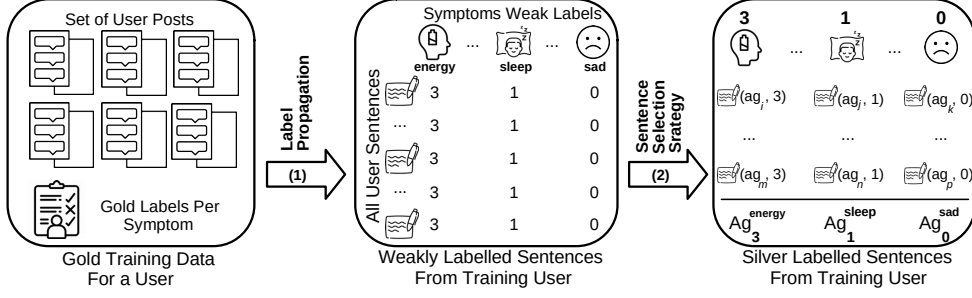 Set of User Posts
Gold Labels Per
Symptom
Gold Training Data
For a User
Label
Propagation
(1)
Symptoms Weak Labels
... ...
energy sleep sad
All User Sentences
3 1 0
... 3 1 0
3 1 0
... 3 1 0
3 1 0
Weakly Labelled Sentences
From Training User
Sentence
Selection
Srategy
(2)
3 1 0
... ...
(ag_i, 3) (ag_j, 1) (ag_k, 0)
... ... ...
(ag_m, 3) (ag_n, 1) (ag_p, 0)
Ag_3^energy Ag_1^sleep Ag_0^sad
Silver Labelled Sentences
From Training User